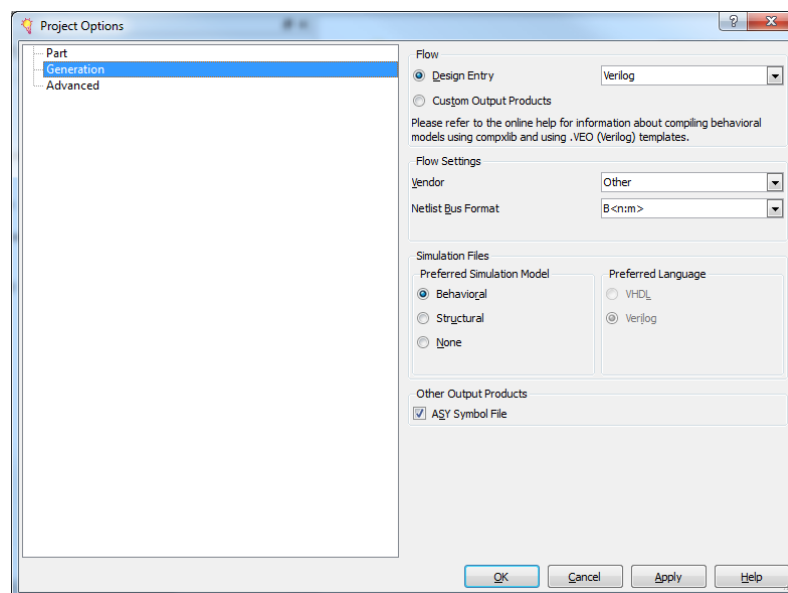 Project Options
?
X
Part
Generation
Advanced
Flow
Design Entry
Verilog
Custom Output Products
Please refer to the online help for information about compiling behavioral
models using compxlib and using .VEO (Verilog) templates.
Flow Settings
Vendor
Other
Netlist Bus Format
B<n:m>
Simulation Files
Preferred Simulation Model
Behavioral
Structural
None
Preferred Language
VHDL
Verilog
Other Output Products
ASY Symbol File
OK
Cancel
Apply
Help